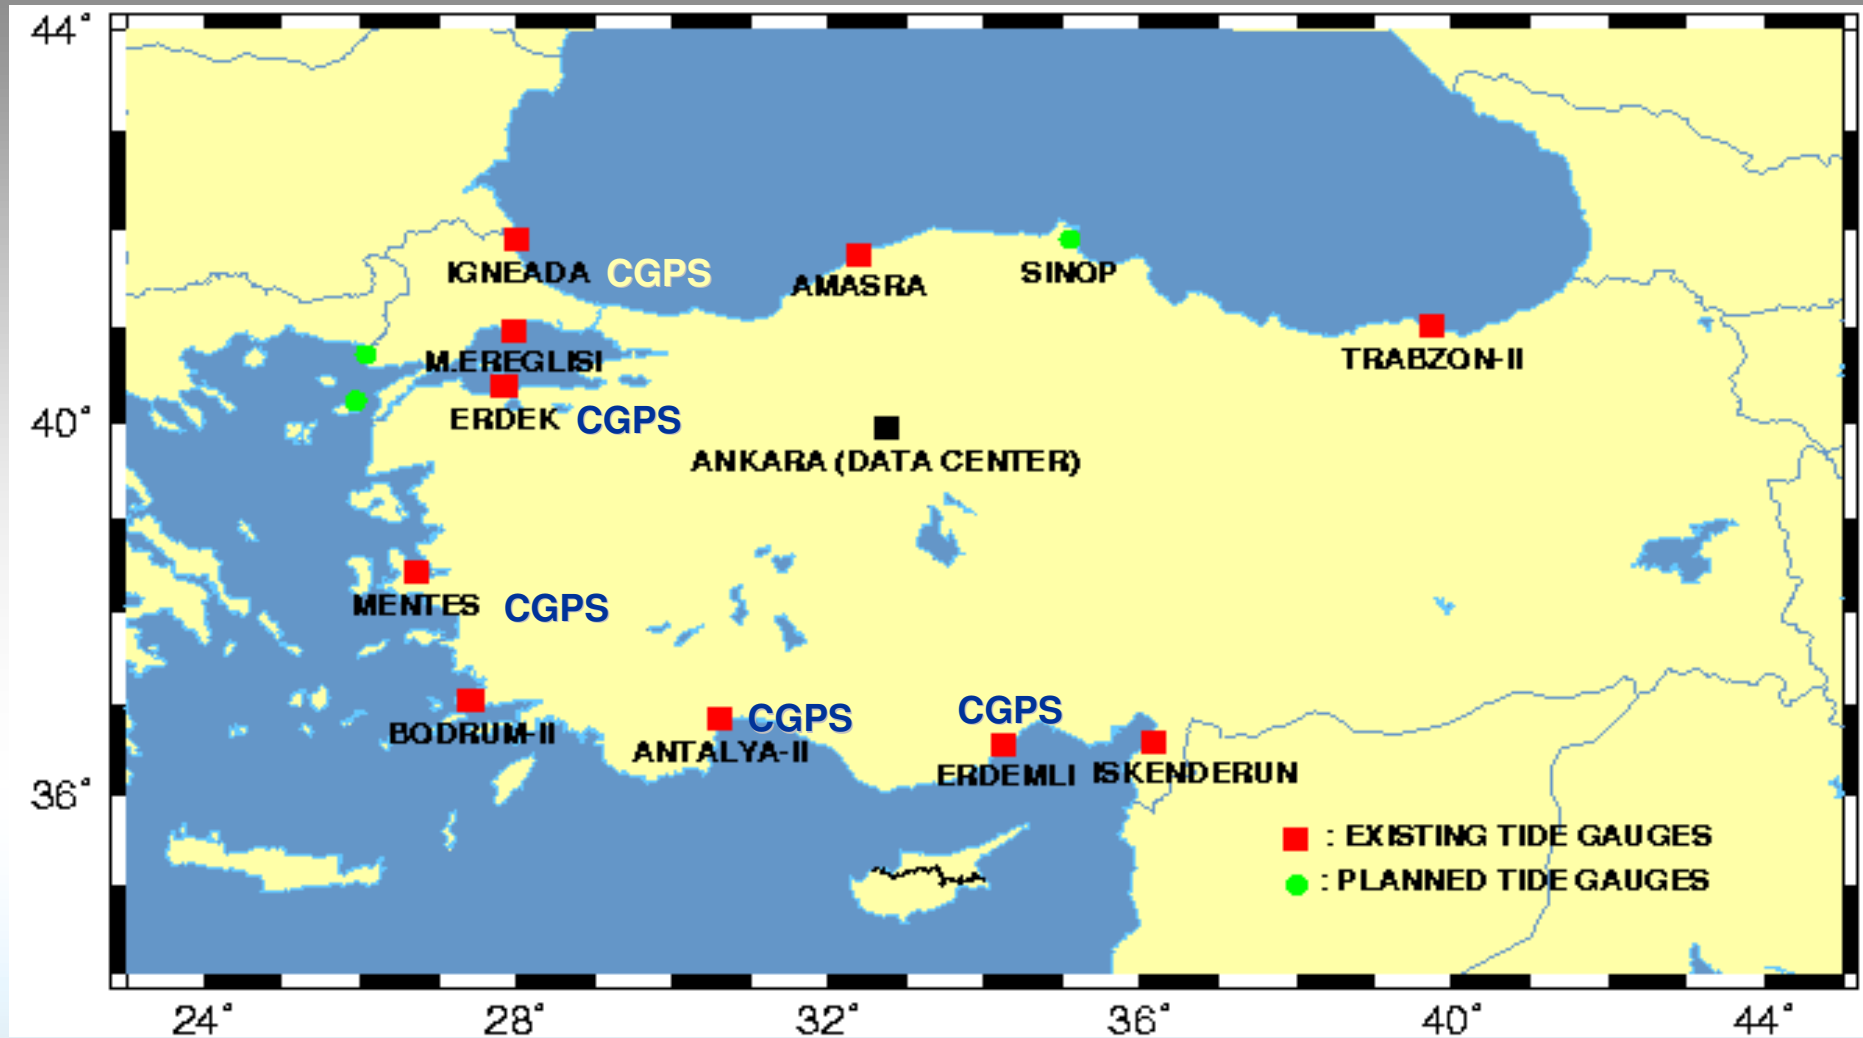 44°
IGNEADA CGPS
AMASRA
SINOP
M.EREGLISI
TRABZON-II
ERDEK CGPS
40°
ANKARA (DATA CENTER)
MENTES CGPS
CGPS
CGPS
BODRUM-II
ANTALYA-II
ERDEMLI
ISKENDERUN
36°
: EXISTING TIDE GAUGES
: PLANNED TIDE GAUGES
24° 28° 32° 36° 40° 44°